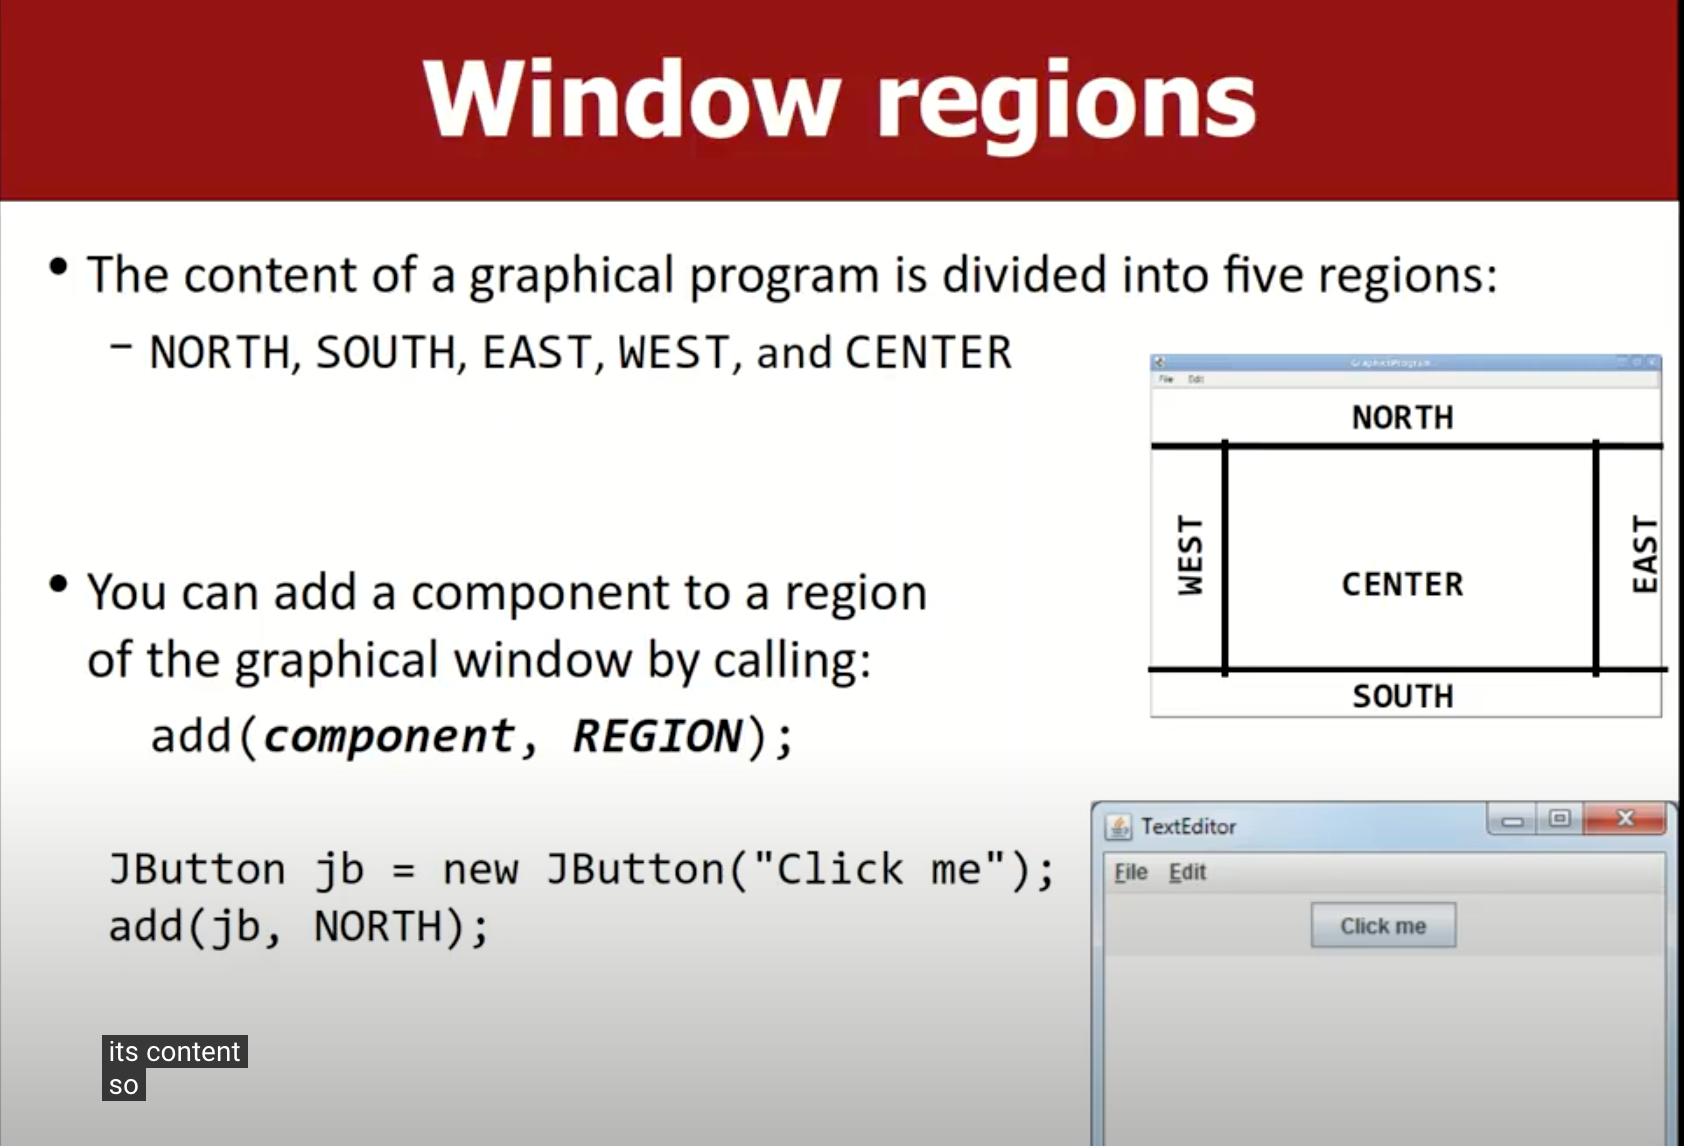 Window regions
• The content of a graphical program is divided into five regions:
– NORTH, SOUTH, EAST, WEST, and CENTER
GraphicsProgram
File Edit
NORTH
WEST
CENTER
EAST
SOUTH
• You can add a component to a region
of the graphical window by calling:
add(component, REGION);
JButton jb = new JButton("Click me");
add(jb, NORTH);
TextEditor
File Edit
Click me
its content
so